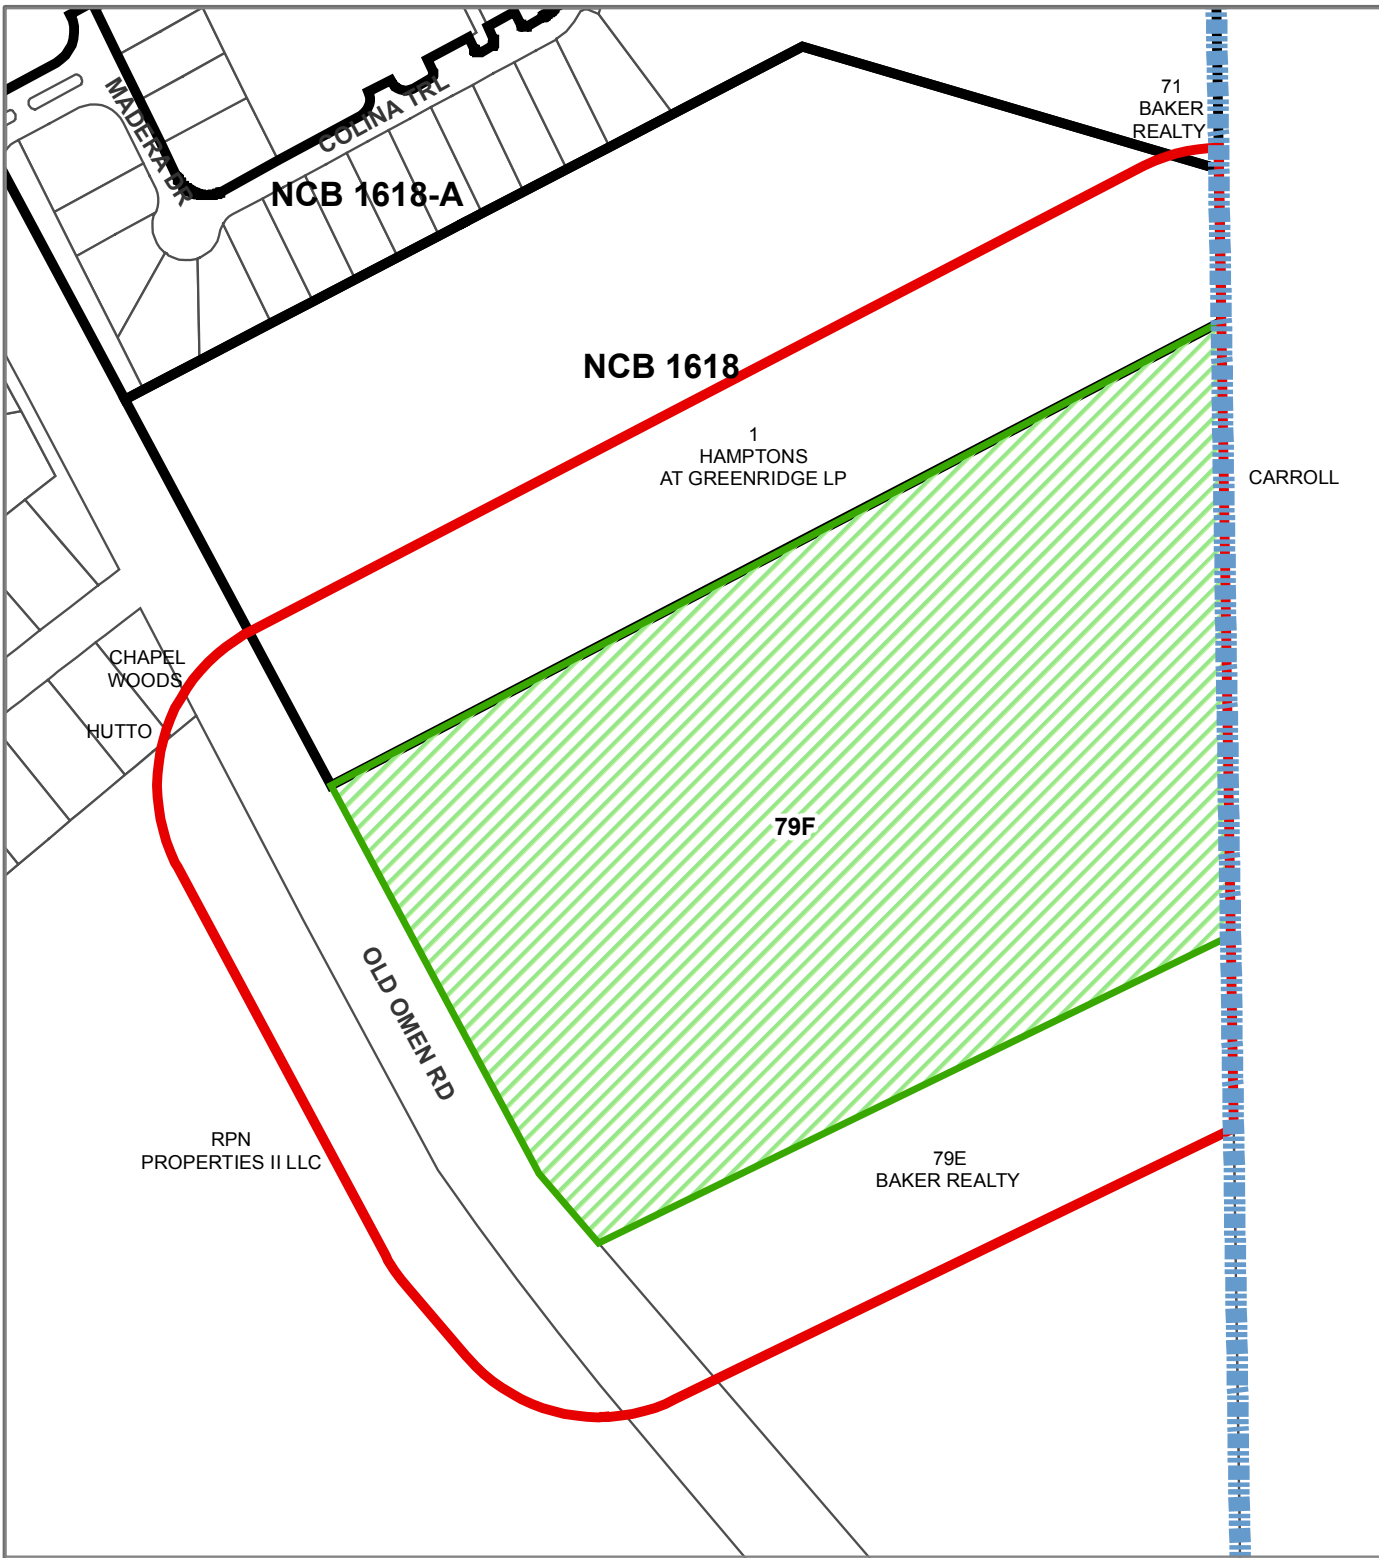 71
BAKER
REALTY
MADERA DR
COLINA TRL
NCB 1618-A
NCB 1618
1
HAMPTONS
AT GREENRIDGE LP
CARROLL
CHAPEL
WOODS
HUTTO
79F
OLD OMEN RD
RPN
PROPERTIES II LLC
79E
BAKER REALTY